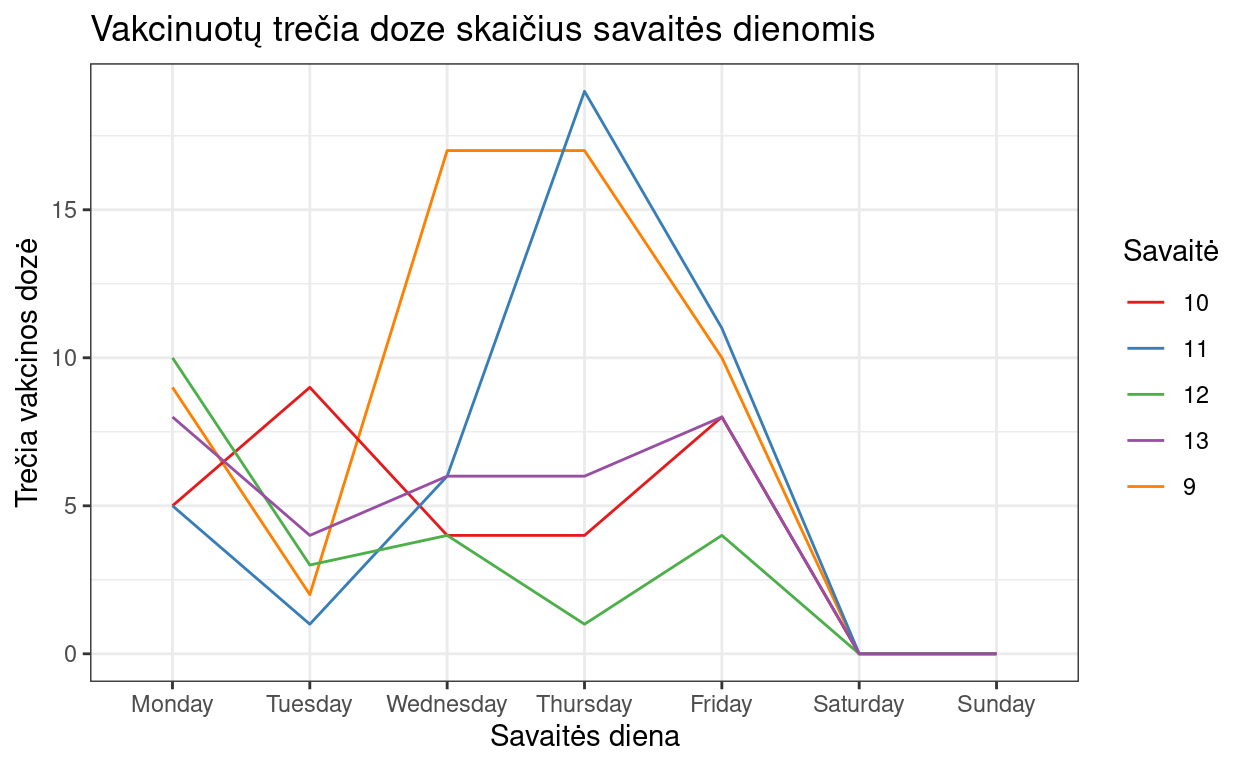 Vakcinuotų trečia doze skaičius savaitės dienomis
Trečia vakcinos dozė
15
10
5
0
Monday Tuesday Wednesday Thursday Friday Saturday Sunday
Savaitės diena
Savaitė
10
11
12
13
9